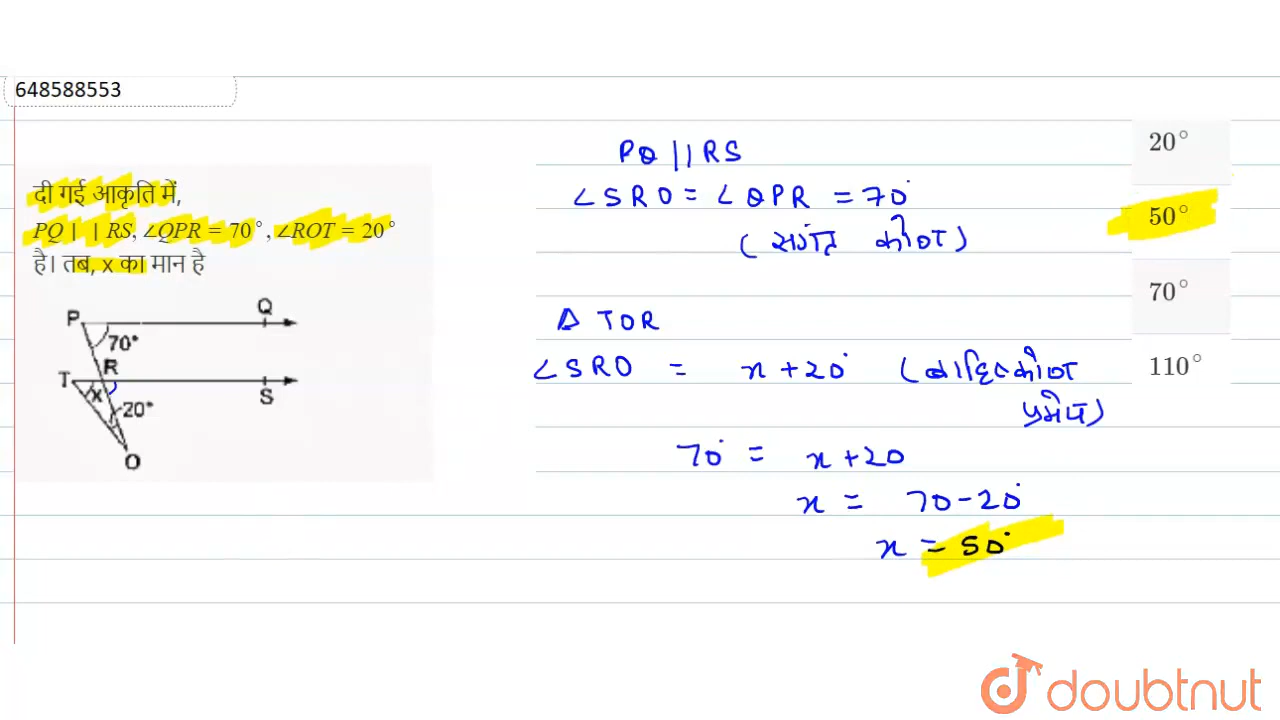 648588553
दी गई आकृति में,
PQ| | RS, ∠QPR = 70°, ∠ROT = 20°
है। तब, x का मान है
P
Q
70°
R
T
x
S
20°
O
PQ || RS
∠SRO = ∠QPR = 70°
(संगत कोण)
Δ TOR
∠SRO = x + 20° (बाह्य कोण
प्रमेय)
70° = x + 20
x = 70 - 20°
x = 50°
20°
50°
70°
110°
doubtnut